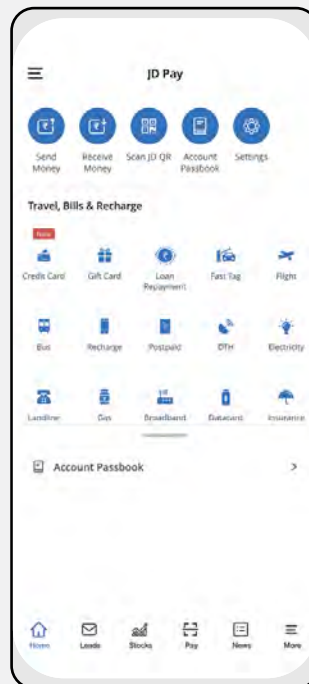 JD Pay
Send Money
Receive Money
Scan JD QR
Account Passbook
Settings
Travel, Bills & Recharge
New
Credit Card
Gift Card
Loan Repayment
Fast Tag
Flight
Bus
Recharge
Postpaid
DTH
Electricity
Landline
Gas
Broadband
Datacard
Insurance
Account Passbook
Home
Leads
Stocks
Pay
News
More